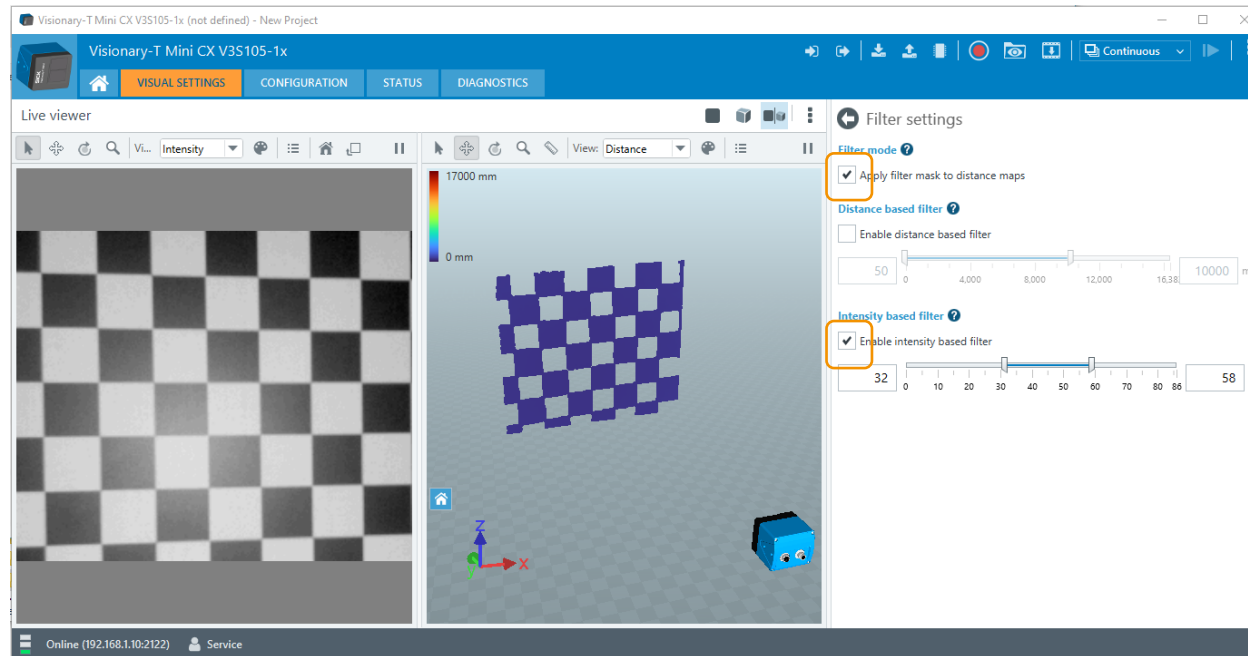 Visionary-T Mini CX V3S105-1x (not defined) - New Project
Visionary-T Mini CX V3S105-1x
Continuous
VISUAL SETTINGS CONFIGURATION STATUS DIAGNOSTICS
Live viewer
Filter settings
Vi... Intensity
View: Distance
17000 mm
0 mm
Z
X
Filter mode
Apply filter mask to distance maps
Distance based filter
Enable distance based filter
50 0 4,000 8,000 12,000 16,38 10000 m
Intensity based filter
Enable intensity based filter
32 0 10 20 30 40 50 60 70 80 86 58
Online (192.168.1.10:2122) Service